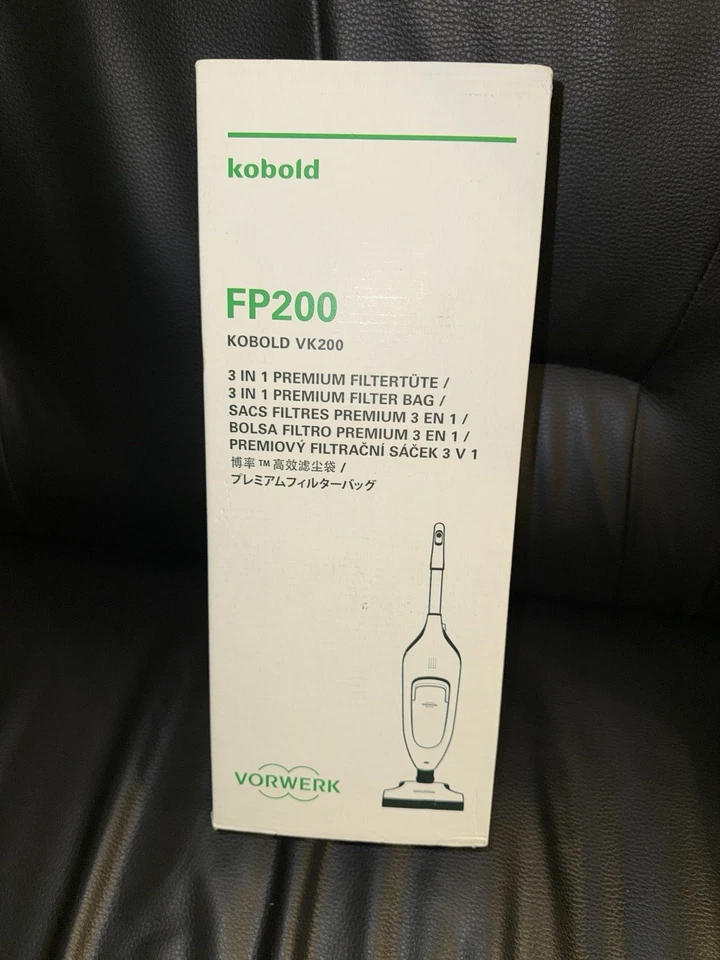 kobold
FP200
KOBOLD VK200
3 IN 1 PREMIUM FILTERTÜTE /
3 IN 1 PREMIUM FILTER BAG /
SACS FILTRES PREMIUM 3 EN 1 /
BOLSA FILTRO PREMIUM 3 EN 1 /
PREMIOVÝ FILTRAČNÍ SÁČEK 3 V 1
博率™高效滤尘袋 /
プレミアムフィルターバッグ
VORWERK